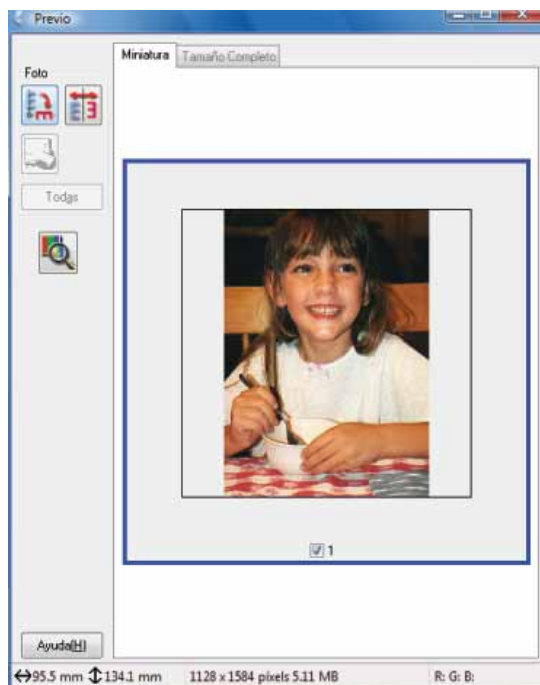 Previo
Miniatura
Tamaño Completo
Foto
Todas
1
Ayuda(H)
95.5 mm 134.1 mm 1128 x 1584 pixels 5.11 MB R: G: B: